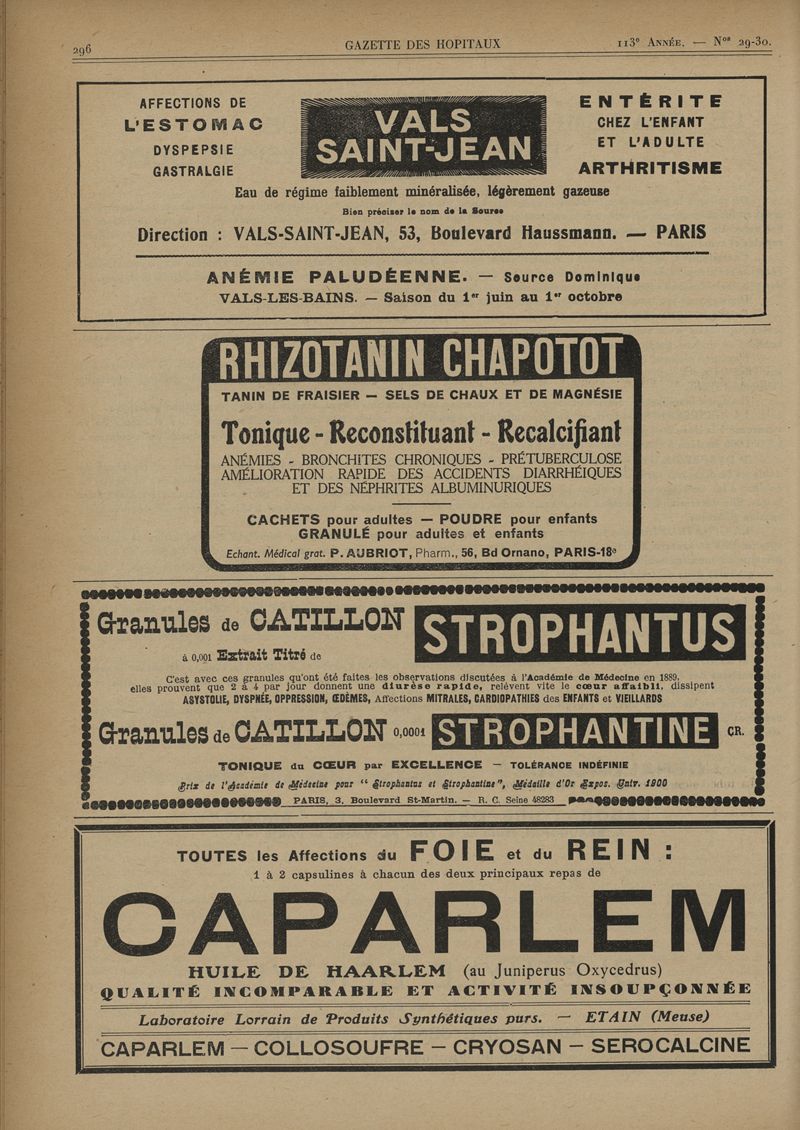 296
GAZETTE DES HOPITAUX
113e ANNÉE. — Nos 29-30.
AFFECTIONS DE
L'ESTOMAC
DYSPEPSIE
GASTRALGIE
VALS
SAINT-JEAN
ENTÉRITE
CHEZ L'ENFANT
ET L'ADULTE
ARTHRITISME
Eau de régime faiblement minéralisée, légèrement gazeuse
Bien préciser le nom de la Source
Direction : VALS-SAINT-JEAN, 53, Boulevard Haussmann. — PARIS
ANÉMIE PALUDÉENNE. — Source Dominique
VALS-LES-BAINS. — Saison du 1er juin au 1er octobre
RHIZOTANIN CHAPOTOT
TANIN DE FRAISIER — SELS DE CHAUX ET DE MAGNÉSIE
Tonique - Reconstituant - Recalcifiant
ANÉMIES - BRONCHITES CHRONIQUES - PRÉTUBERCULOSE
AMÉLIORATION RAPIDE DES ACCIDENTS DIARRHÉIQUES
ET DES NÉPHRITES ALBUMINURIQUES
CACHETS pour adultes — POUDRE pour enfants
GRANULÉ pour adultes et enfants
Echant. Médical grat. P. AUBRIOT, Pharm., 56, Bd Ornano, PARIS-18e
Granules de CATILLON
à 0,001 Extrait Titré de
STROPHANTUS
C'est avec ces granules qu'ont été faites les observations discutées à l'Académie de Médecine en 1889,
elles prouvent que 2 à 4 par jour donnent une diurèse rapide, relèvent vite le cœur affaibli, dissipent
ASYSTOLIE, DYSPNÉE, OPPRESSION, ŒDÈMES, Affections MITRALES, CARDIOPATHIES des ENFANTS et VIEILLARDS
Granules de CATILLON 0,0001 STROPHANTINE CR.
TONIQUE du CŒUR par EXCELLENCE — TOLÉRANCE INDÉFINIE
Prix de l'Académie de Médecine pour "Strophantus et Strophantine", Médaille d'Or Expos. Univ. 1900
PARIS, 3, Boulevard St-Martin. — R. C. Seine 48283
TOUTES les Affections du FOIE et du REIN :
1 à 2 capsulines à chacun des deux principaux repas de
CAPARLEM
HUILE DE HAARLEM (au Juniperus Oxycedrus)
QUALITÉ INCOMPARABLE ET ACTIVITÉ INSOUPÇONNÉE
Laboratoire Lorrain de Produits Synthétiques purs. — ETAIN (Meuse)
CAPARLEM — COLLOSOUFRE — CRYOSAN — SEROCALCINE